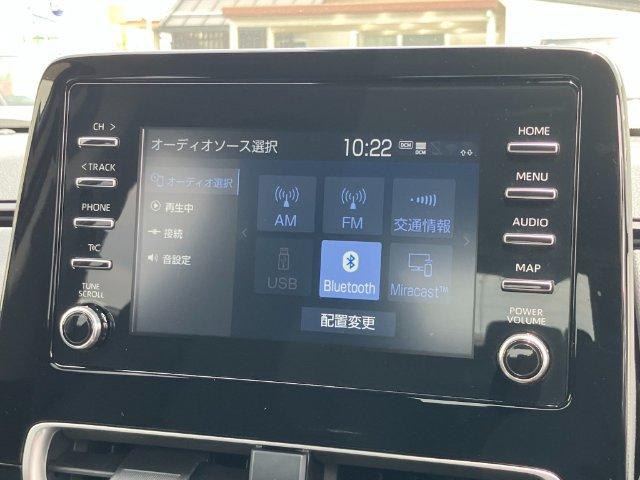 CH >
< TRACK
PHONE
T&C
TUNE
SCROLL
オーディオソース選択
10:22
DCM
DCM
オーディオ選択
再生中
接続
音設定
AM
FM
交通情報
USB
Bluetooth
Miracast™
配置変更
HOME
MENU
AUDIO
MAP
POWER
VOLUME